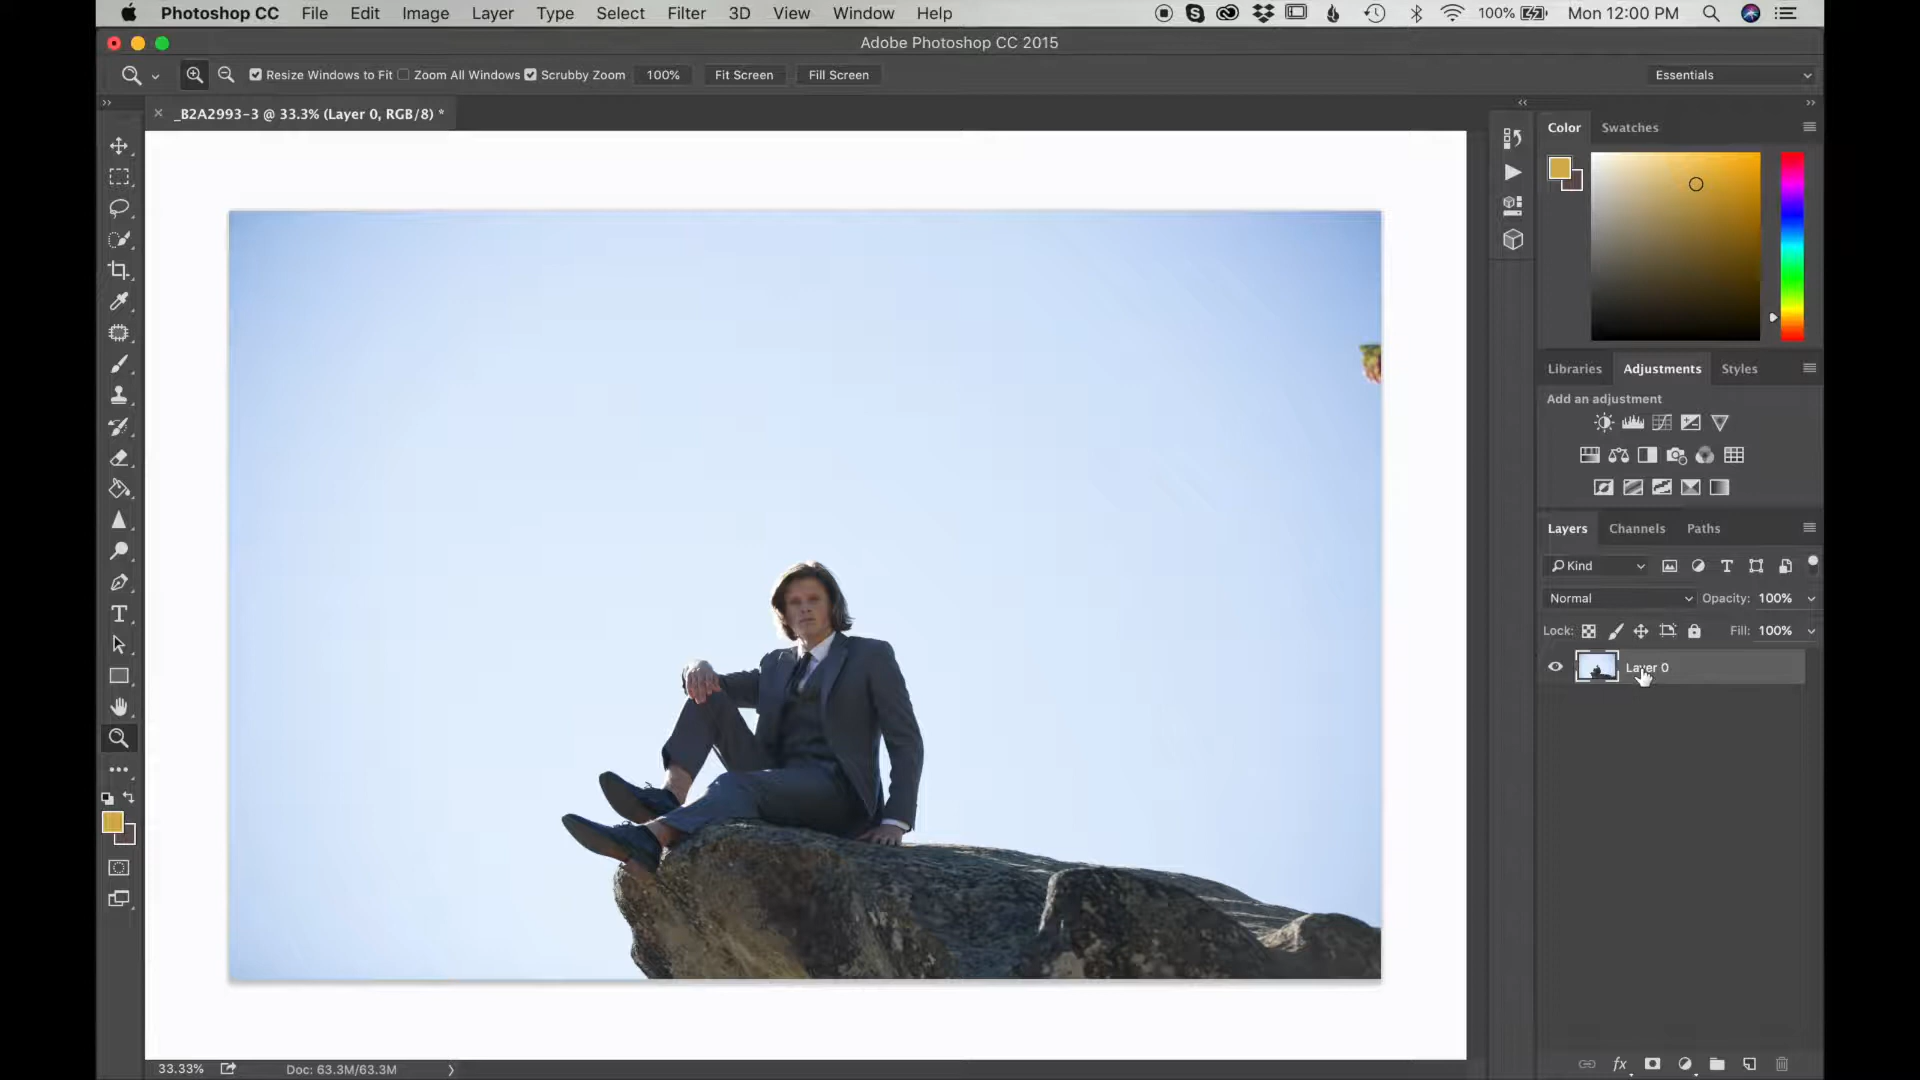 Photoshop CC File Edit Image Layer Type Select Filter 3D View Window Help 100% Mon 12:00 PM
Adobe Photoshop CC 2015
Resize Windows to Fit Zoom All Windows Scrubby Zoom 100% Fit Screen Fill Screen Essentials
_B2A2993-3 @ 33.3% (Layer 0, RGB/8) *
Color Swatches
Libraries Adjustments Styles
Add an adjustment
Layers Channels Paths
Kind
Normal Opacity: 100%
Lock: Fill: 100%
Layer 0
33.33% Doc: 63.3M/63.3M